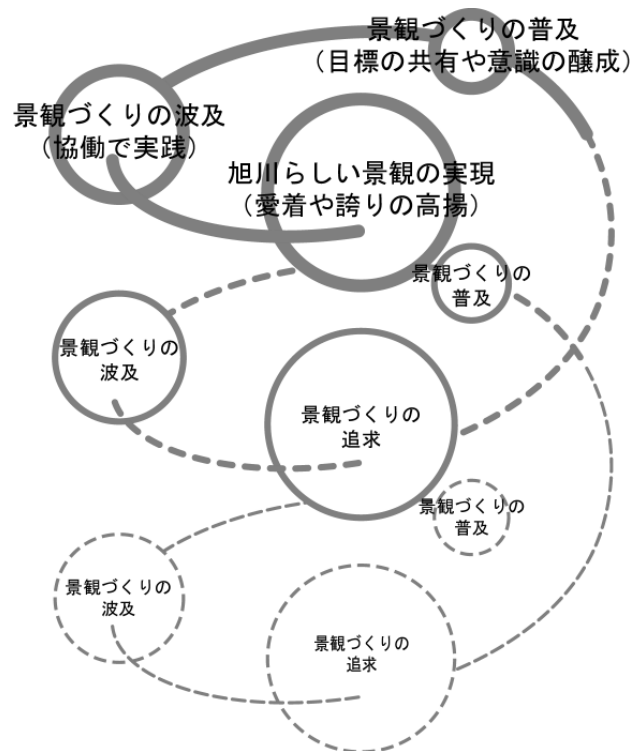 景観づくりの普及
（目標の共有や意識の醸成）
景観づくりの波及
（協働で実践）
旭川らしい景観の実現
（愛着や誇りの高揚）
景観づくりの
普及
景観づくりの
波及
景観づくりの
追求
景観づくりの
普及
景観づくりの
波及
景観づくりの
追求